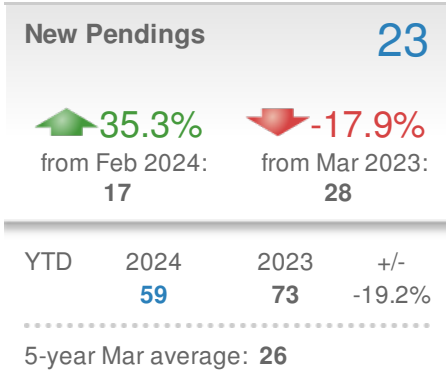 New Pendings 23
35.3% -17.9%
from Feb 2024: from Mar 2023:
17 28
YTD 2024 2023 +/-
59 73 -19.2%
5-year Mar average: 26